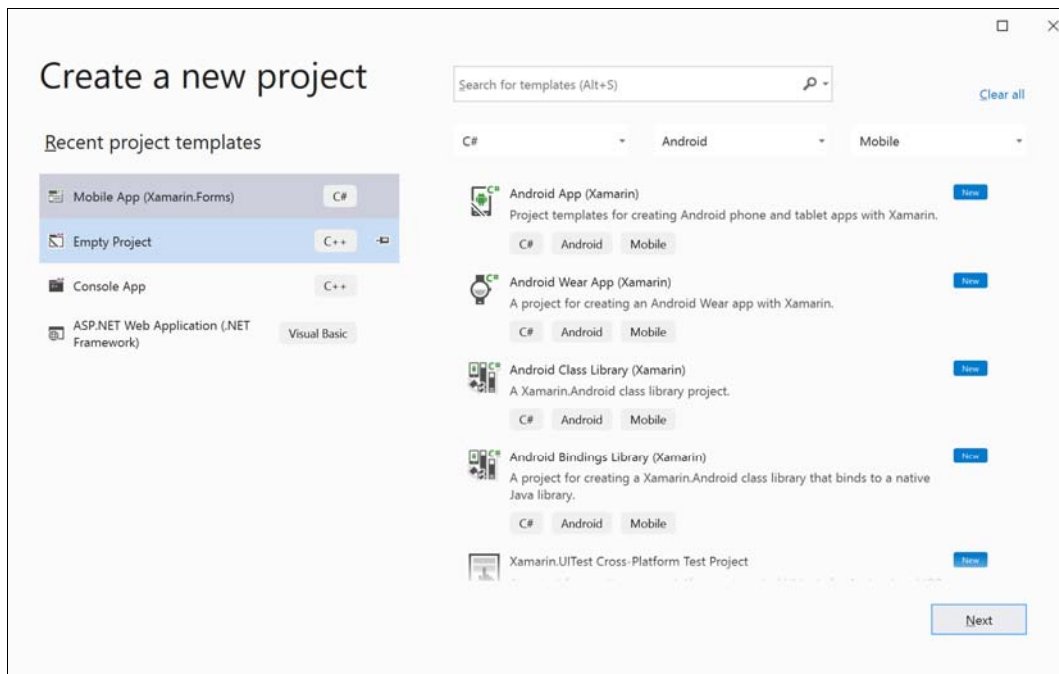 Create a new project
Search for templates (Alt+S)
Clear all
Recent project templates
C#
Android
Mobile
Mobile App (Xamarin.Forms)
C#
Empty Project
C++
Console App
C++
ASP.NET Web Application (.NET
Framework)
Visual Basic
Android App (Xamarin)
New
Project templates for creating Android phone and tablet apps with Xamarin.
C# Android Mobile
Android Wear App (Xamarin)
New
A project for creating an Android Wear app with Xamarin.
C# Android Mobile
Android Class Library (Xamarin)
New
A Xamarin.Android class library project.
C# Android Mobile
Android Bindings Library (Xamarin)
New
A project for creating a Xamarin.Android class library that binds to a native
Java library.
C# Android Mobile
Xamarin.UITest Cross-Platform Test Project
New
Next